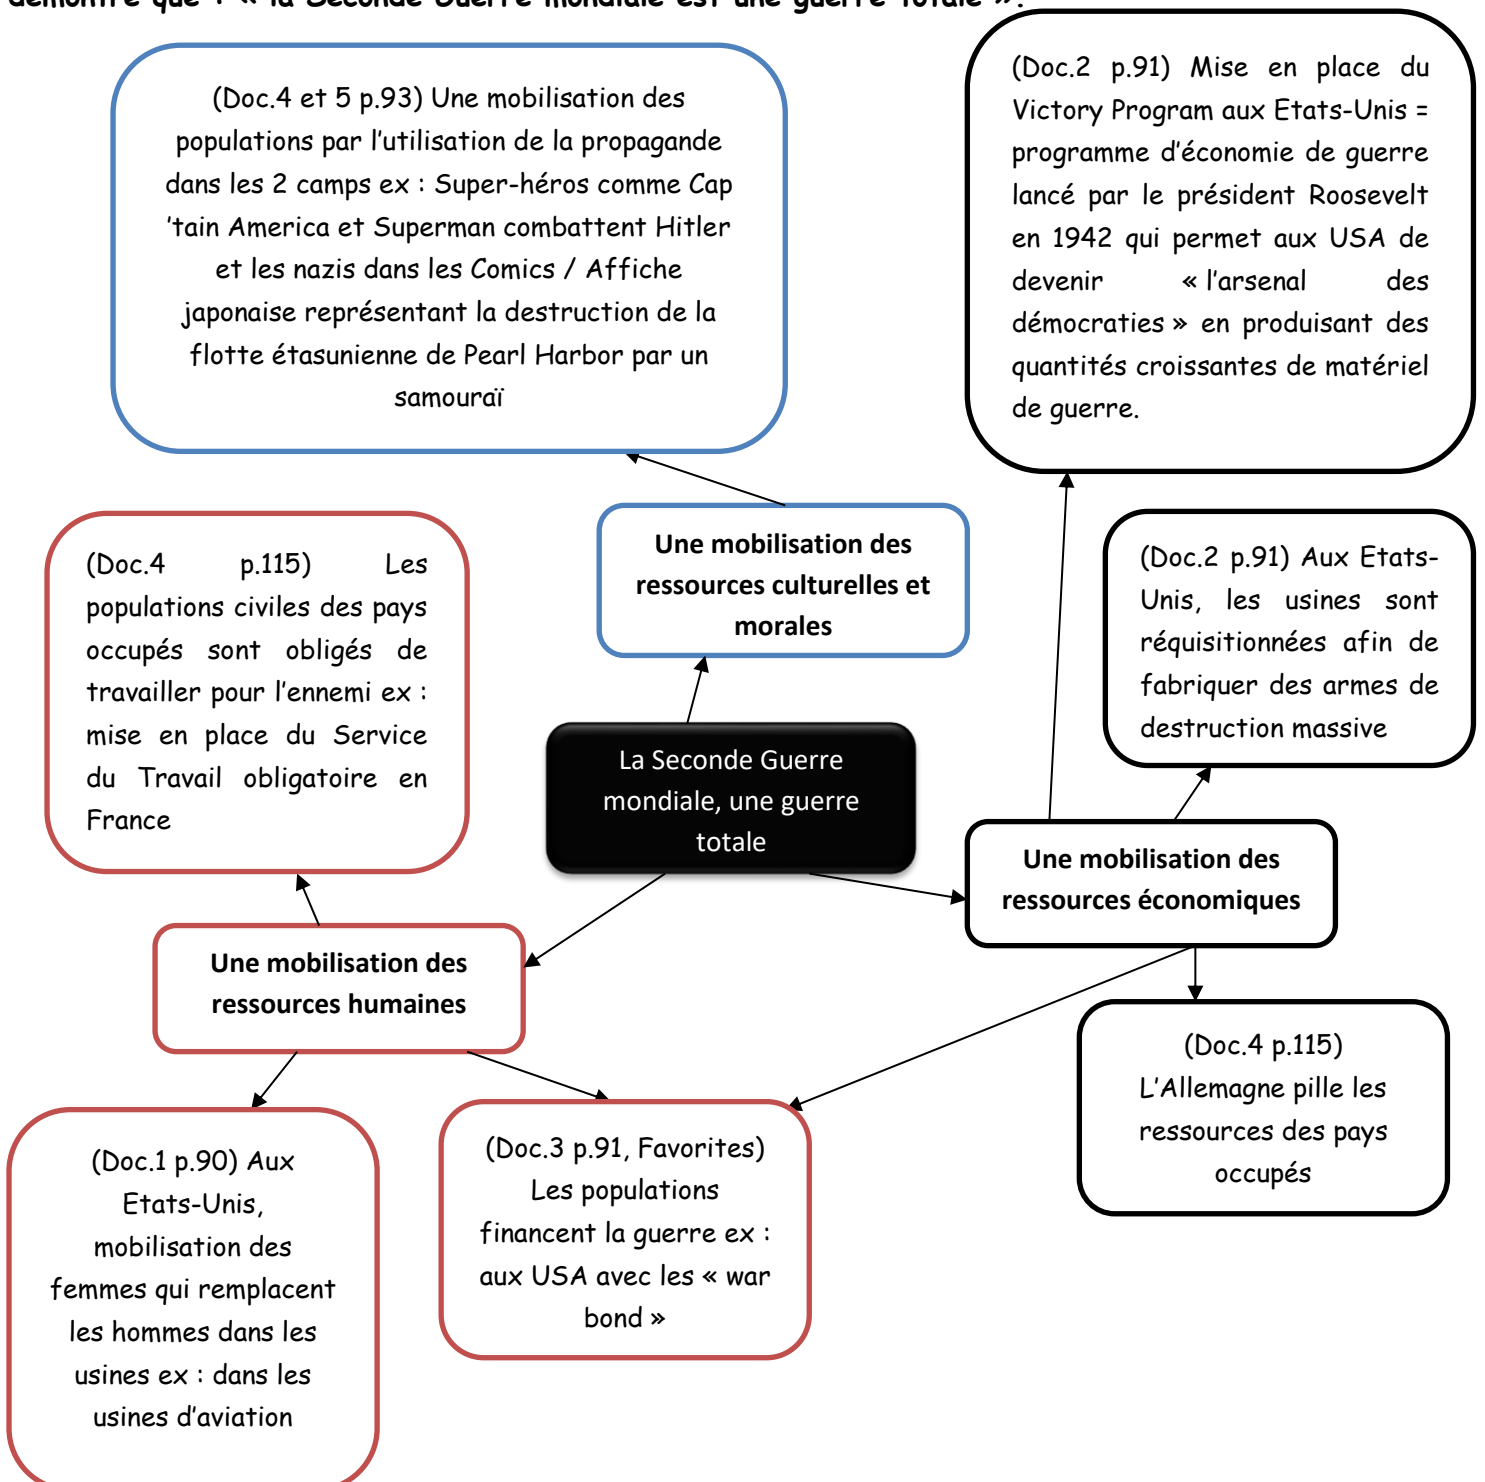 démontre que : « la Seconde Guerre mondiale est une guerre totale ».
(Doc.4 et 5 p.93) Une mobilisation des
populations par l'utilisation de la propagande
dans les 2 camps ex : Super-héros comme Cap
'tain America et Superman combattent Hitler
et les nazis dans les Comics / Affiche
japonaise représentant la destruction de la
flotte étasunienne de Pearl Harbor par un
samouraï
(Doc.2 p.91) Mise en place du
Victory Program aux Etats-Unis =
programme d'économie de guerre
lancé par le président Roosevelt
en 1942 qui permet aux USA de
devenir « l'arsenal des
démocraties » en produisant des
quantités croissantes de matériel
de guerre.
Une mobilisation des
ressources culturelles et
morales
(Doc.4 p.115) Les
populations civiles des pays
occupés sont obligés de
travailler pour l'ennemi ex :
mise en place du Service
du Travail obligatoire en
France
(Doc.2 p.91) Aux Etats-
Unis, les usines sont
réquisitionnées afin de
fabriquer des armes de
destruction massive
La Seconde Guerre
mondiale, une guerre
totale
Une mobilisation des
ressources économiques
Une mobilisation des
ressources humaines
(Doc.4 p.115)
L'Allemagne pille les
ressources des pays
occupés
(Doc.1 p.90) Aux
Etats-Unis,
mobilisation des
femmes qui remplacent
les hommes dans les
usines ex : dans les
usines d'aviation
(Doc.3 p.91, Favorites)
Les populations
financent la guerre ex :
aux USA avec les « war
bond »